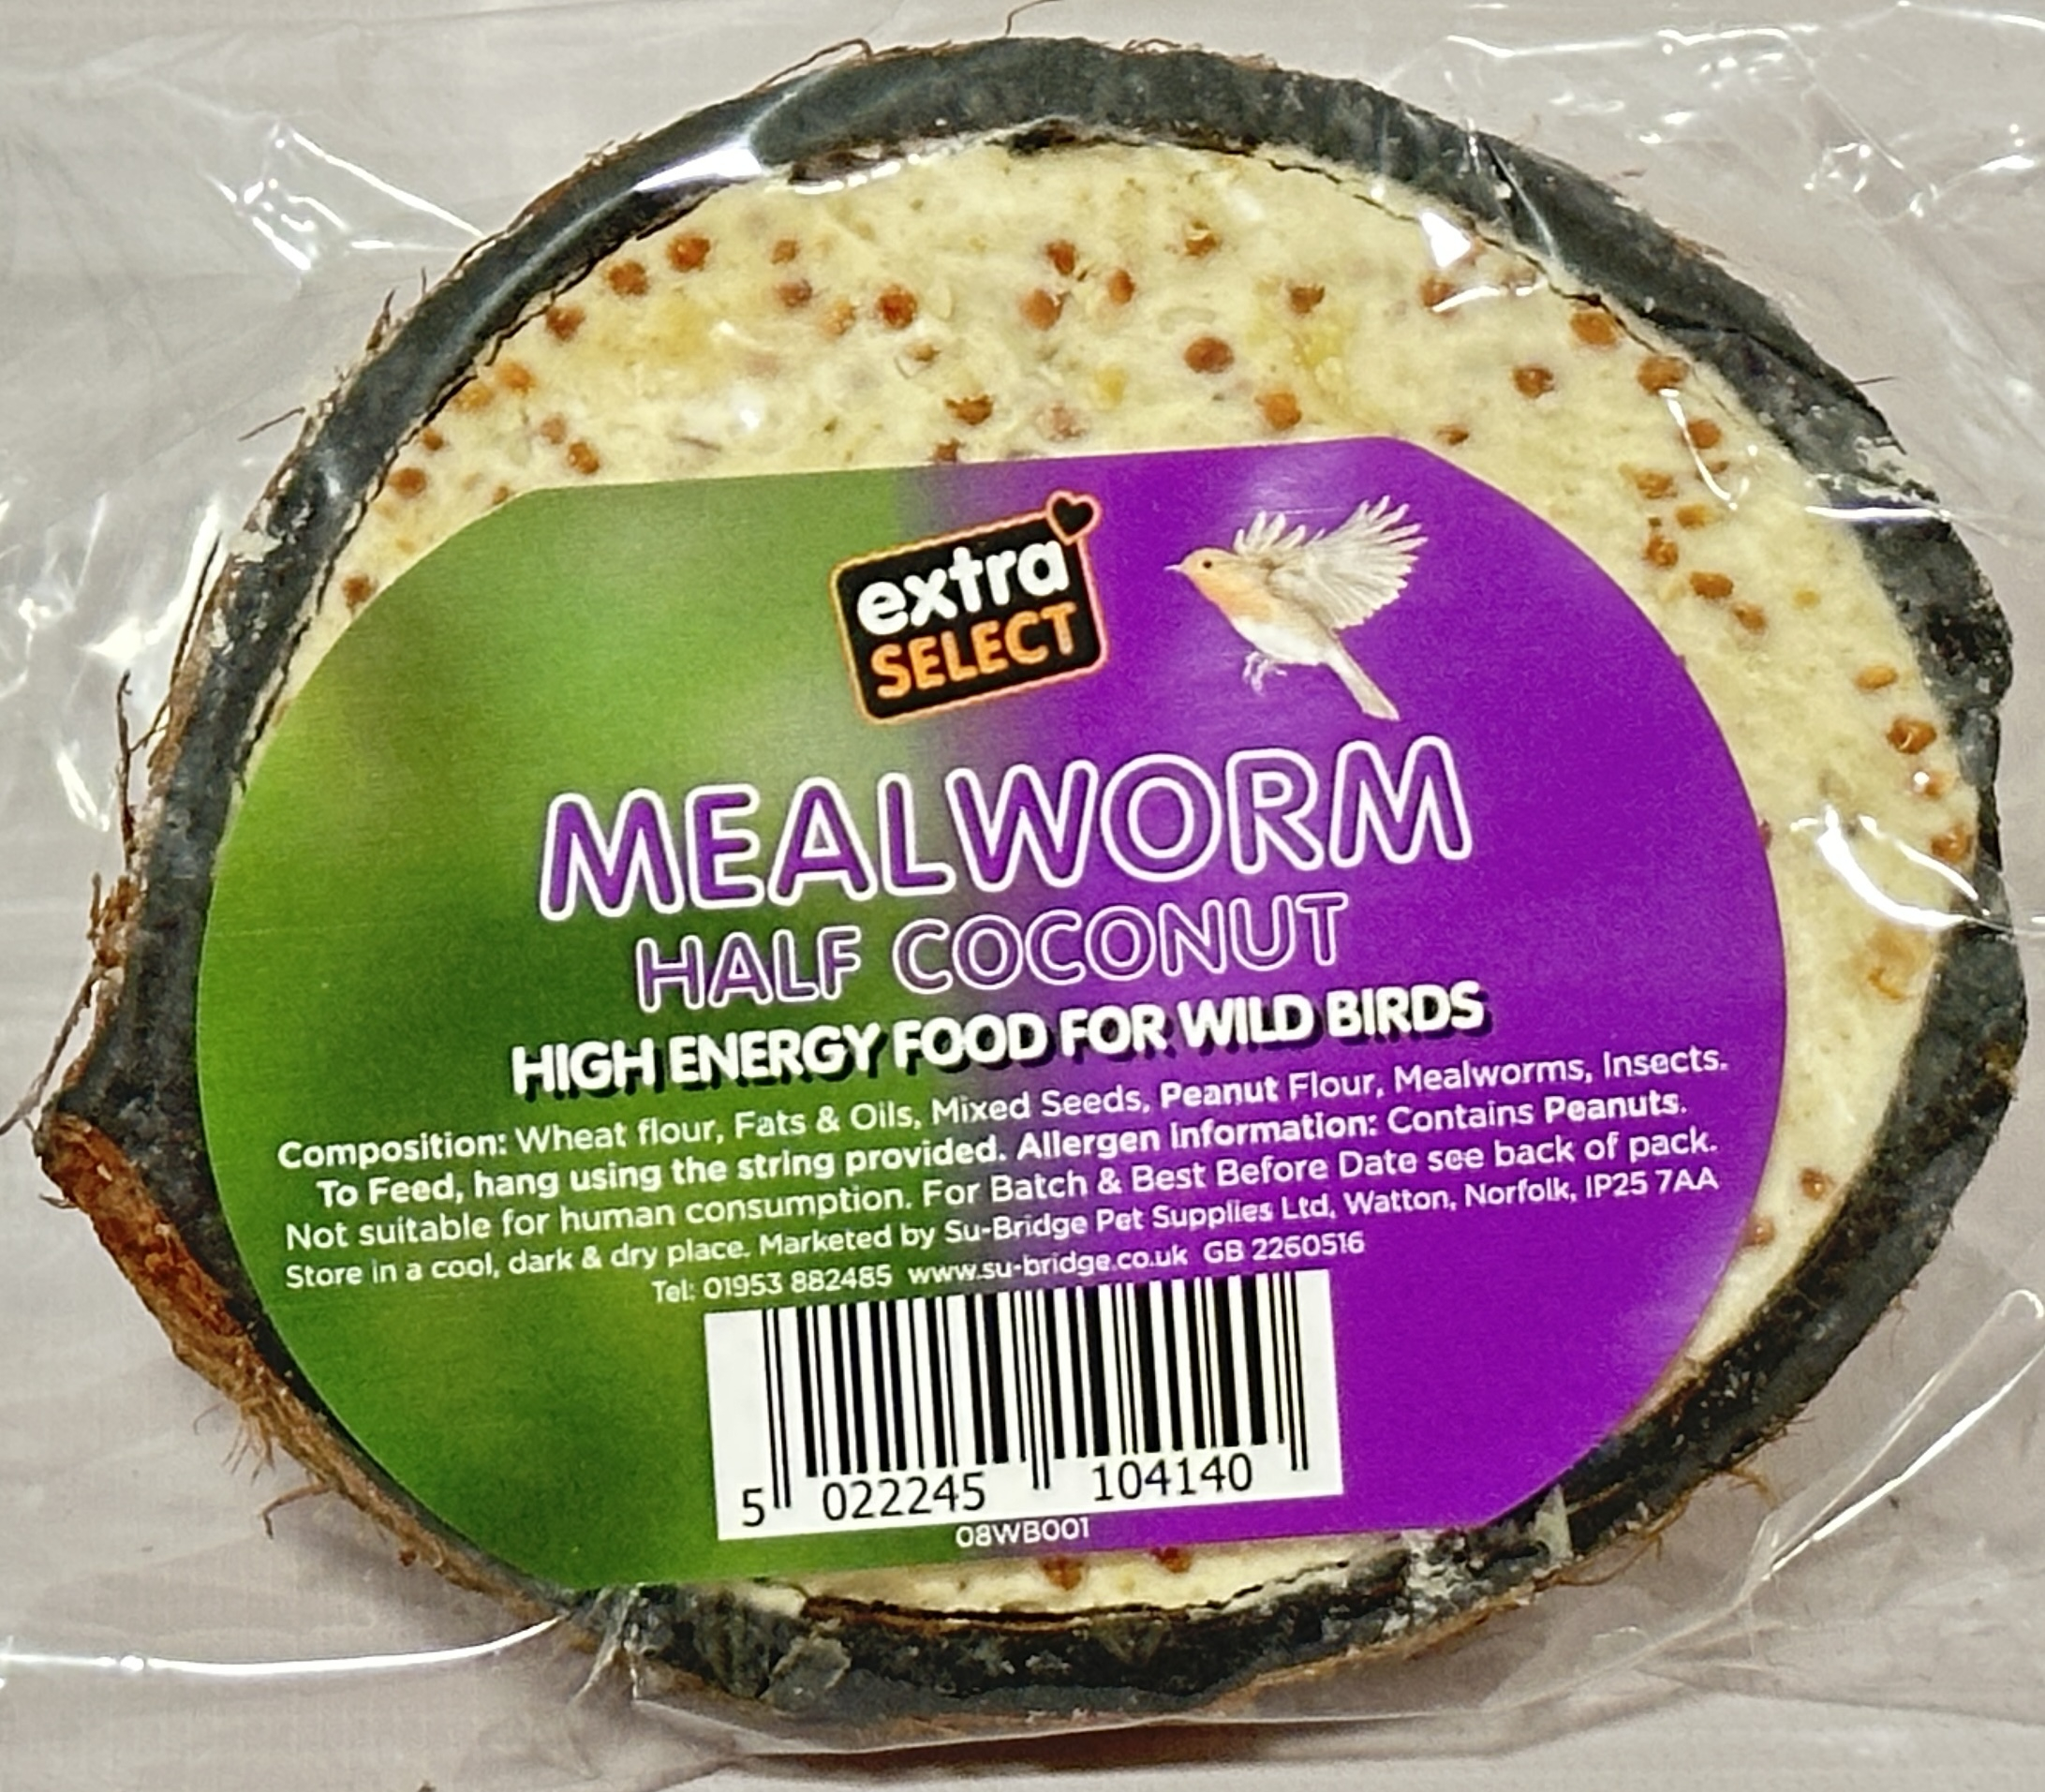 extra
SELECT
MEALWORM
HALF COCONUT
HIGH ENERGY FOOD FOR WILD BIRDS
Composition: Wheat flour, Fats & Oils, Mixed Seeds, Peanut Flour, Mealworms, Insects.
To Feed, hang using the string provided. Allergen Information: Contains Peanuts.
Not suitable for human consumption. For Batch & Best Before Date see back of pack.
Store in a cool, dark & dry place. Marketed by Su-Bridge Pet Supplies Ltd, Watton, Norfolk, IP25 7AA
Tel: 01953 882485 www.su-bridge.co.uk GB 2260516
5 022245 104140
08WB001